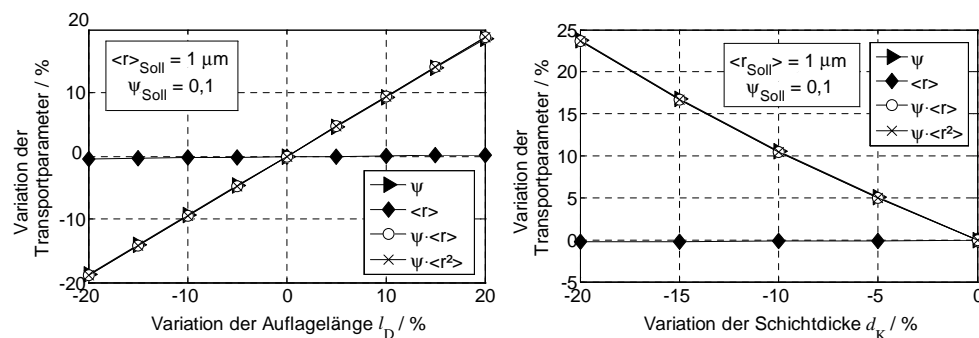 Variation der
Transportparameter / %
20
10
0
-10
-20
<r>Soll = 1 µm
ψSoll = 0,1
ψ
<r>
ψ·<r>
ψ·<r²>
-20
-10
0
10
20
Variation der Auflagelänge lD / %
Variation der
Transportparameter / %
25
20
15
10
5
0
-5
<rSoll> = 1 µm
ψSoll = 0,1
ψ
<r>
ψ·<r>
ψ·<r²>
-20
-15
-10
-5
0
Variation der Schichtdicke dK / %